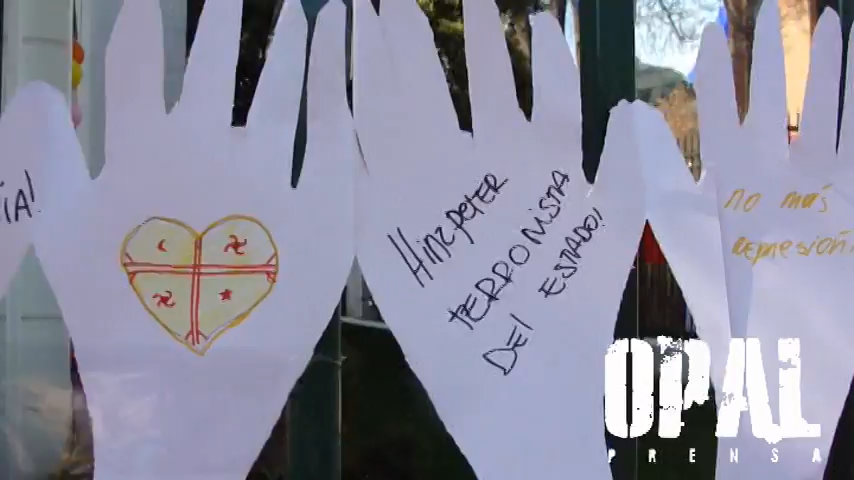 ÍA!
Hinzpeter
terrorista
Del Estado!
no más
represión
OPAL
PRENSA